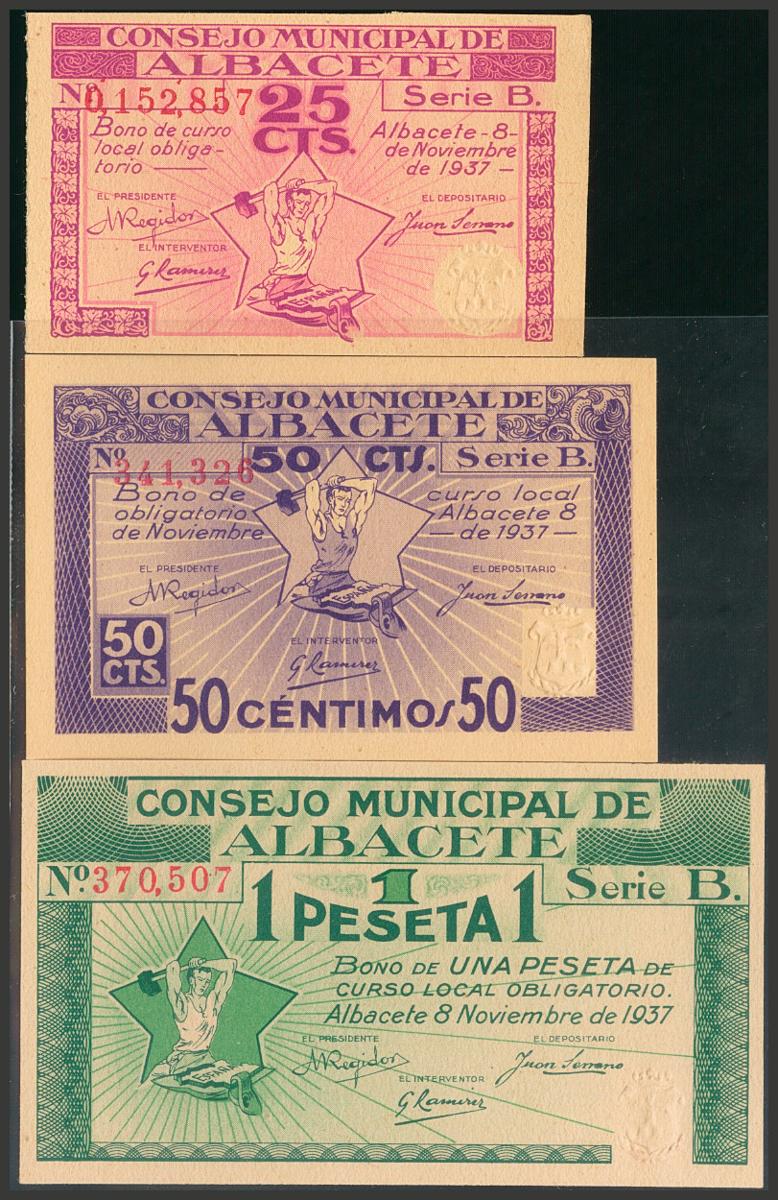 CONSEJO MUNICIPAL DE
ALBACETE
Nº 0,152,857 25 CTS. Serie B.
Bono de curso
local obliga-
torio —
Albacete - 8 -
de Noviembre
de 1937 —
EL PRESIDENTE
A Regidor
EL DEPOSITARIO
Juan Serrano
EL INTERVENTOR
G Ramirez
ESPAÑA
CONSEJO MUNICIPAL DE
ALBACETE
Nº 341,326 50 CTS. Serie B.
Bono de curso local
obligatorio Albacete 8
de Noviembre — de 1937 —
EL PRESIDENTE
A Regidor
EL DEPOSITARIO
Juan Serrano
ESPAÑA
EL INTERVENTOR
G Ramirez
50
CTS.
50 CÉNTIMOS 50
CONSEJO MUNICIPAL DE
ALBACETE
Nº 370,507 1 Serie B.
1 PESETA 1
BONO DE UNA PESETA DE
CURSO LOCAL OBLIGATORIO.
Albacete 8 Noviembre de 1937
EL PRESIDENTE
A Regidor
EL DEPOSITARIO
Juan Serrano
EL INTERVENTOR
G Ramirez
ESPAÑA